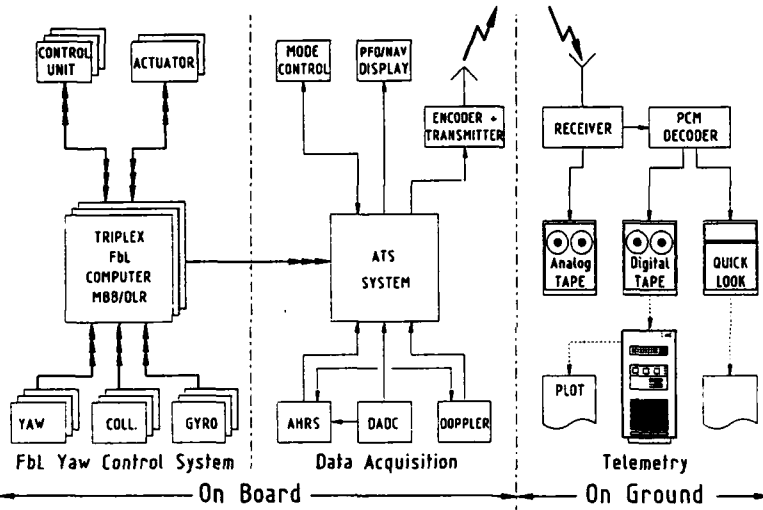 CONTROL
UNIT
ACTUATOR
TRIPLEX
FbL
COMPUTER
MBB/DLR
YAW
COLL.
GYRO
FbL Yaw Control System
MODE
CONTROL
PFD/NAV
DISPLAY
ENCODER +
TRANSMITTER
ATS
SYSTEM
AHRS
DADC
DOPPLER
Data Acquisition
RECEIVER
PCM
DECODER
Analog
TAPE
Digital
TAPE
QUICK
LOOK
PLOT
Telemetry
On Board
On Ground